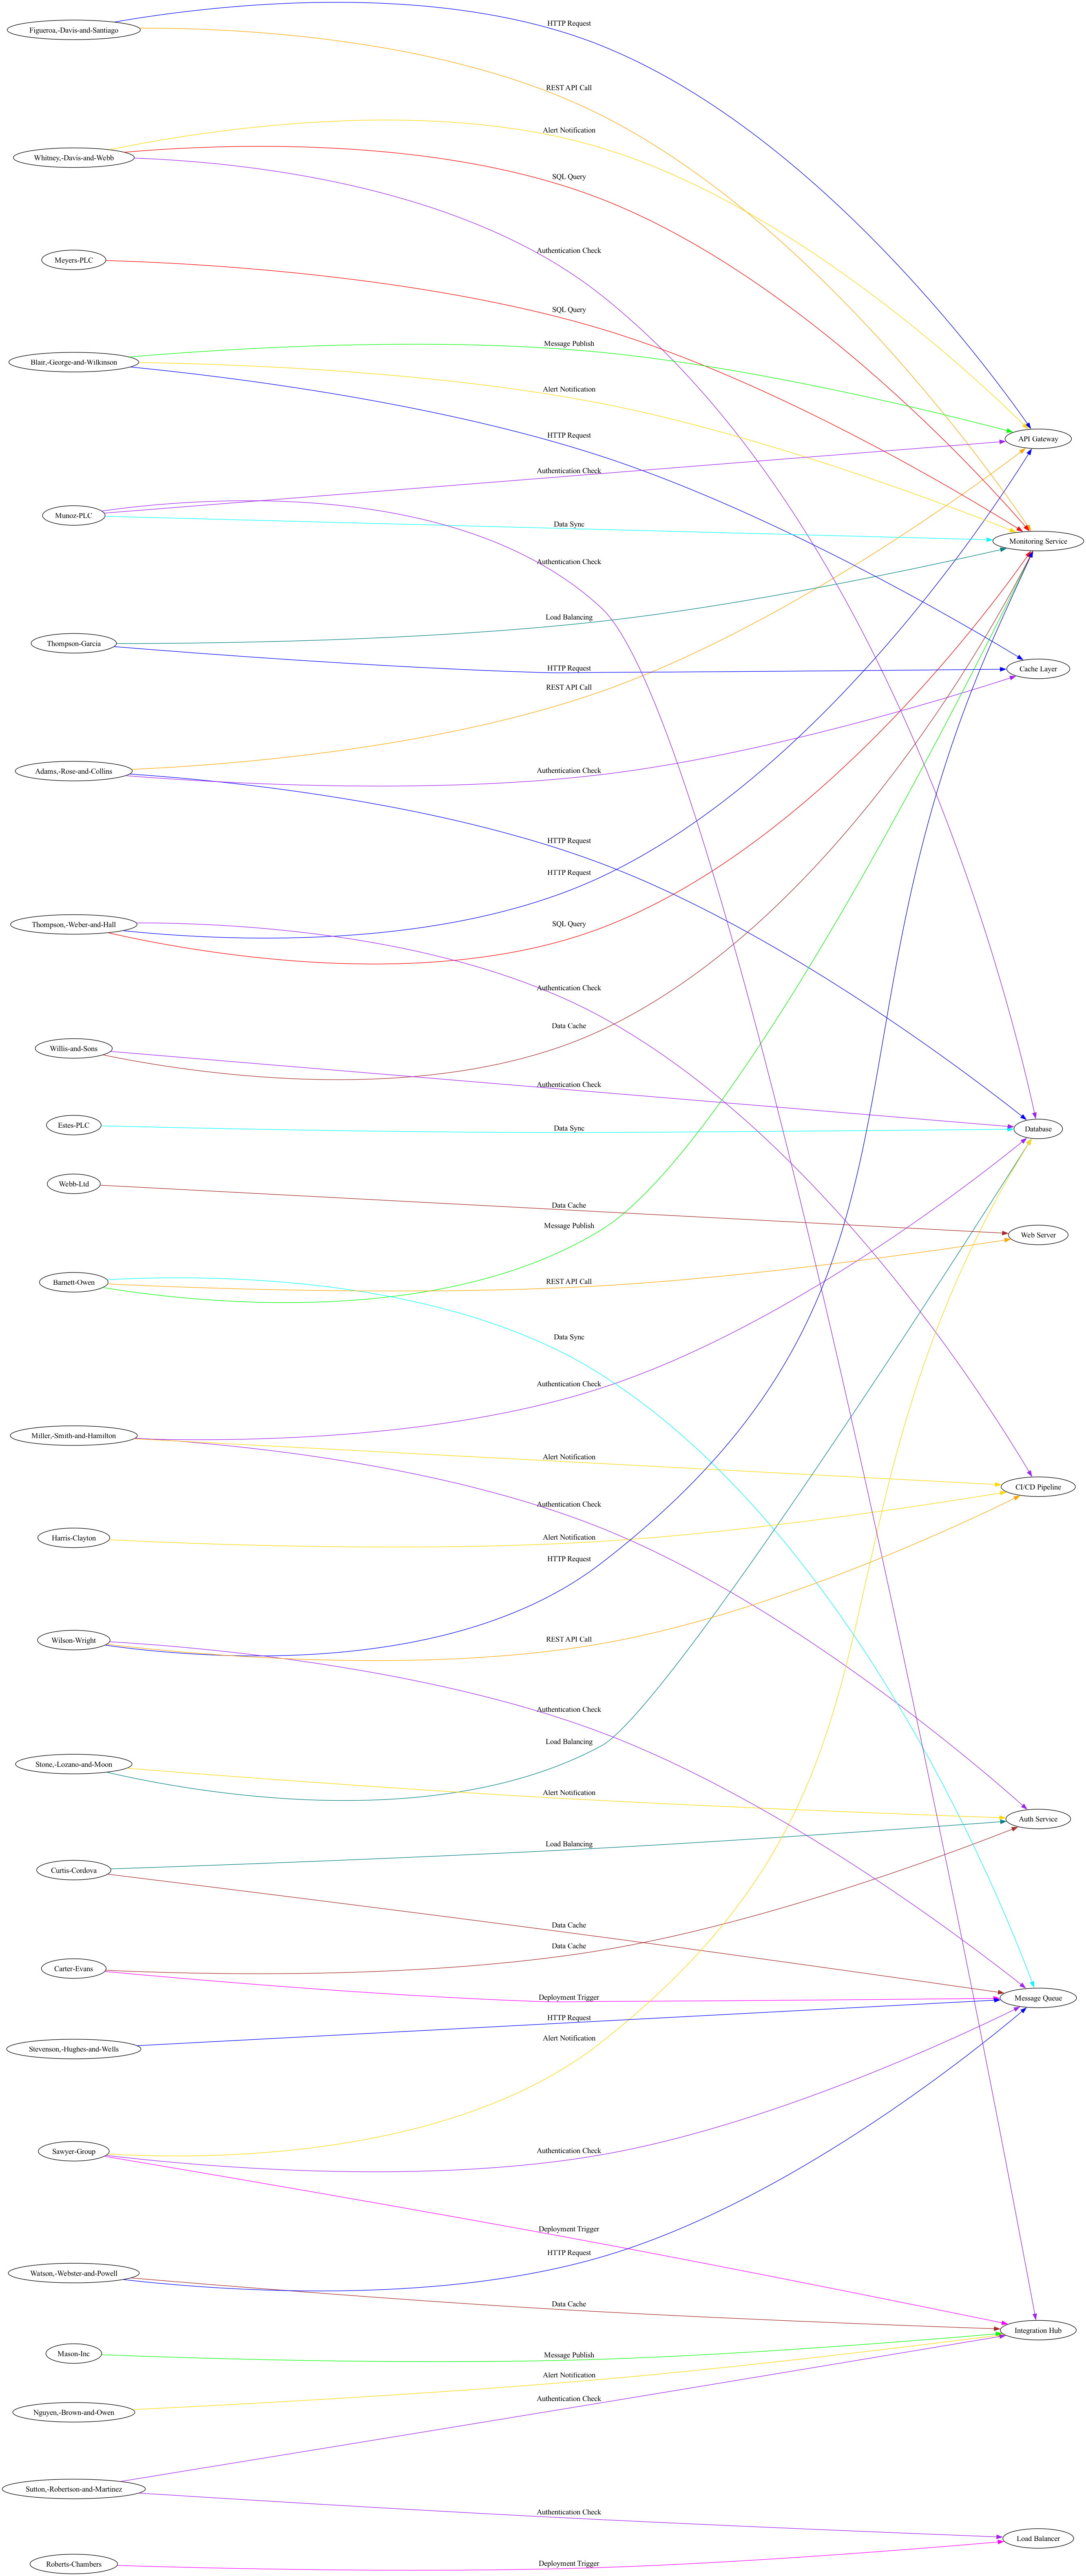 HTTP Request
Figueroa,-Davis-and-Santiago
REST API Call
Alert Notification
Whitney,-Davis-and-Webb
SQL Query
Authentication Check
Meyers-PLC
SQL Query
Message Publish
Blair,-George-and-Wilkinson
Alert Notification
HTTP Request
API Gateway
Authentication Check
Munoz-PLC
Data Sync
Monitoring Service
Authentication Check
Load Balancing
Thompson-Garcia
HTTP Request
Cache Layer
REST API Call
Adams,-Rose-and-Collins
Authentication Check
HTTP Request
HTTP Request
Thompson,-Weber-and-Hall
SQL Query
Authentication Check
Data Cache
Willis-and-Sons
Authentication Check
Estes-PLC
Data Sync
Database
Webb-Ltd
Data Cache
Message Publish
Web Server
Barnett-Owen
REST API Call
Data Sync
Authentication Check
Miller,-Smith-and-Hamilton
Alert Notification
CI/CD Pipeline
Authentication Check
Harris-Clayton
Alert Notification
HTTP Request
Wilson-Wright
REST API Call
Authentication Check
Load Balancing
Stone,-Lozano-and-Moon
Alert Notification
Auth Service
Load Balancing
Curtis-Cordova
Data Cache
Data Cache
Carter-Evans
Deployment Trigger
Message Queue
HTTP Request
Stevenson,-Hughes-and-Wells
Alert Notification
Sawyer-Group
Authentication Check
Deployment Trigger
HTTP Request
Watson,-Webster-and-Powell
Data Cache
Integration Hub
Mason-Inc
Message Publish
Alert Notification
Nguyen,-Brown-and-Owen
Authentication Check
Sutton,-Robertson-and-Martinez
Authentication Check
Load Balancer
Roberts-Chambers
Deployment Trigger